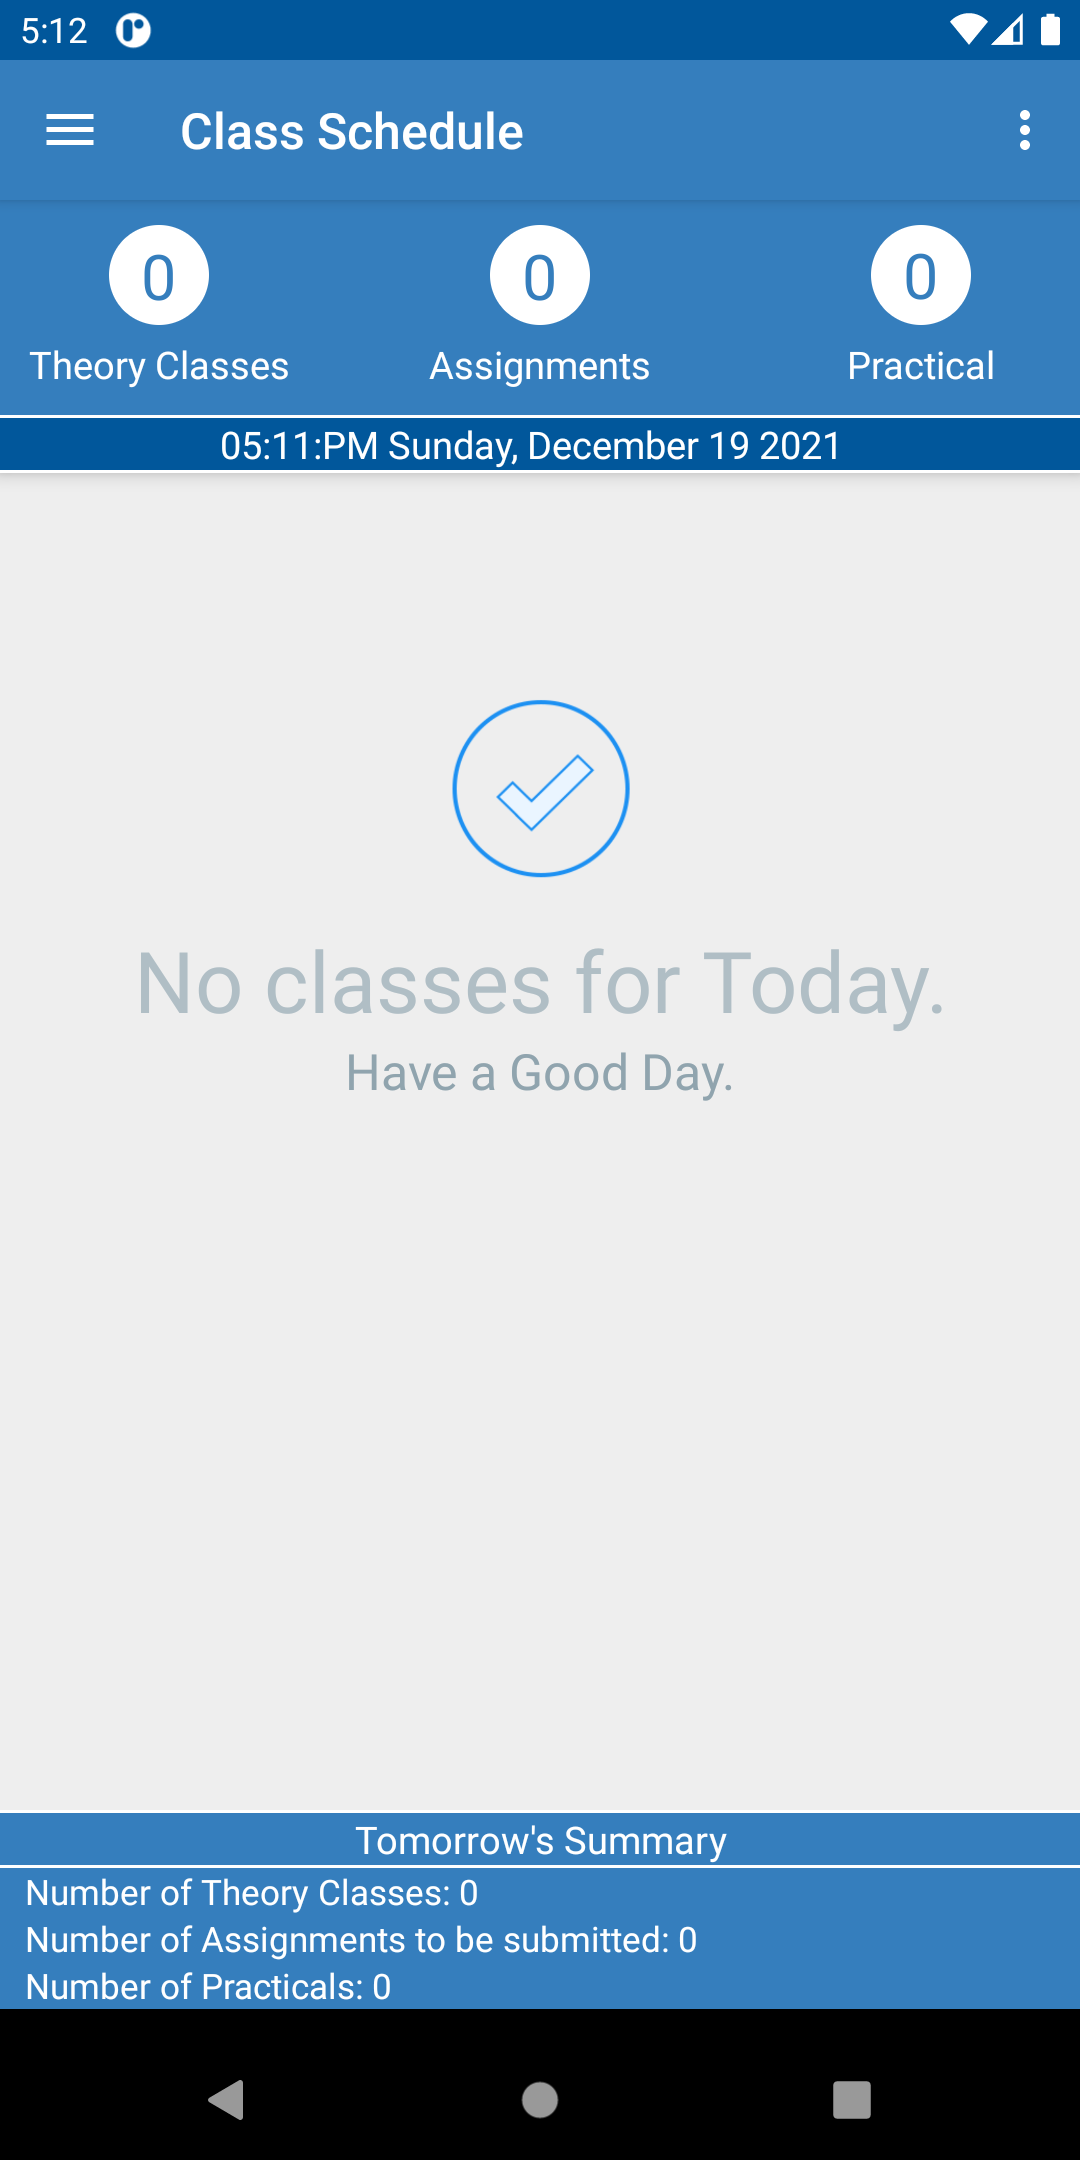 5:12
Class Schedule
0 0 0
Theory Classes Assignments Practical
05:11:PM Sunday, December 19 2021
No classes for Today.
Have a Good Day.
Tomorrow's Summary
Number of Theory Classes: 0
Number of Assignments to be submitted: 0
Number of Practicals: 0